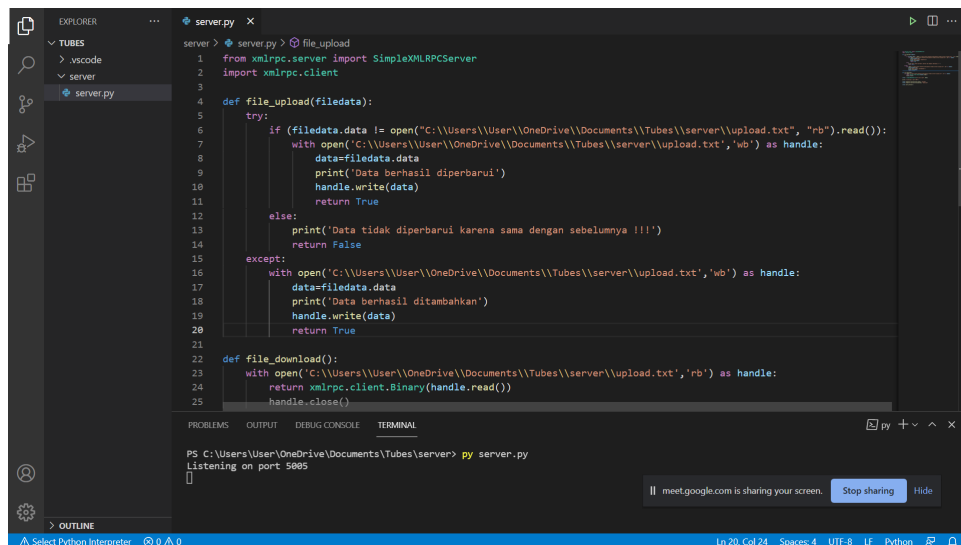 EXPLORER
TUBES
.vscode
server
server.py
OUTLINE
server.py
server > server.py > file_upload
1 from xmlrpc.server import SimpleXMLRPCServer
2 import xmlrpc.client
3
4 def file_upload(filedata):
5 try:
6 if (filedata.data != open("C:\\Users\\User\\OneDrive\\Documents\\Tubes\\server\\upload.txt", "rb").read()):
7 with open('C:\\Users\\User\\OneDrive\\Documents\\Tubes\\server\\upload.txt','wb') as handle:
8 data=filedata.data
9 print('Data berhasil diperbarui')
10 handle.write(data)
11 return True
12 else:
13 print('Data tidak diperbarui karena sama dengan sebelumnya !!!')
14 return False
15 except:
16 with open('C:\\Users\\User\\OneDrive\\Documents\\Tubes\\server\\upload.txt','wb') as handle:
17 data=filedata.data
18 print('Data berhasil ditambahkan')
19 handle.write(data)
20 return True
21
22 def file_download():
23 with open('C:\\Users\\User\\OneDrive\\Documents\\Tubes\\server\\upload.txt','rb') as handle:
24 return xmlrpc.client.Binary(handle.read())
25 handle.close()
PROBLEMS OUTPUT DEBUG CONSOLE TERMINAL
py
PS C:\Users\User\OneDrive\Documents\Tubes\server> py server.py
Listening on port 5005
meet.google.com is sharing your screen. Stop sharing Hide
Select Python Interpreter 0 0 Ln 20, Col 24 Spaces: 4 UTF-8 LF Python